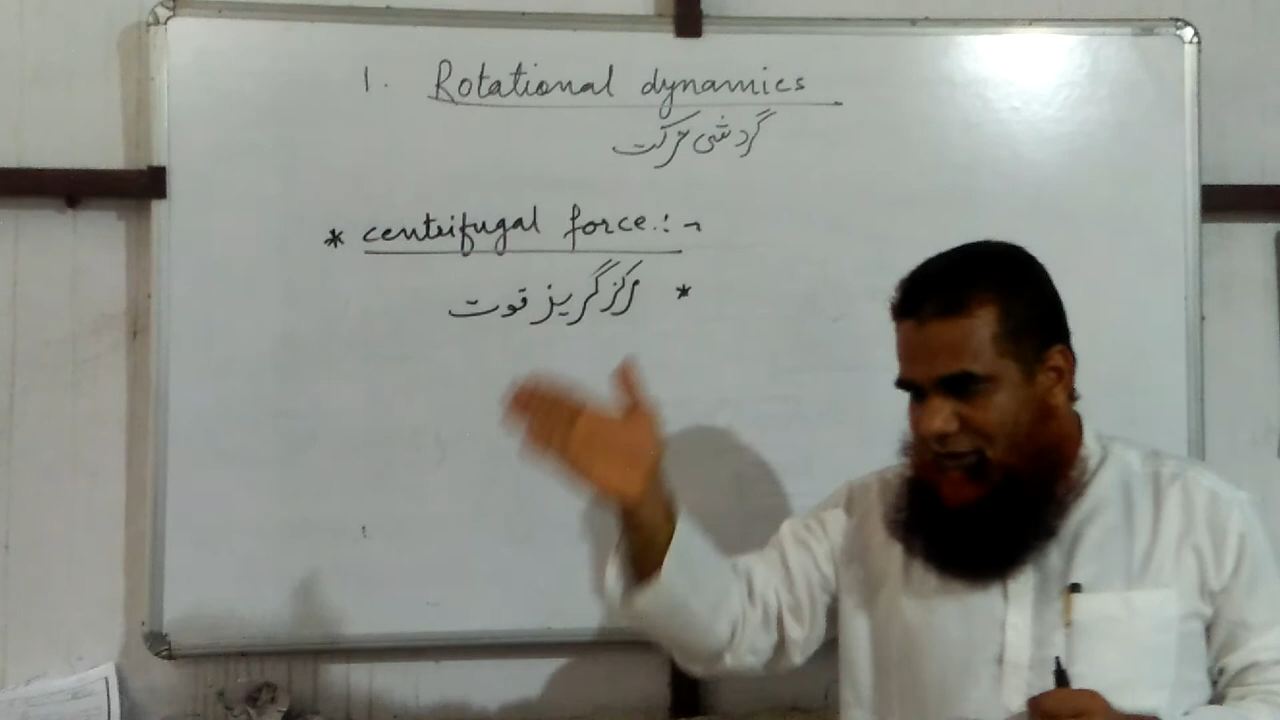 1. Rotational dynamics
گردشی حرکت
* centrifugal force :-
* مرکز گریز قوت